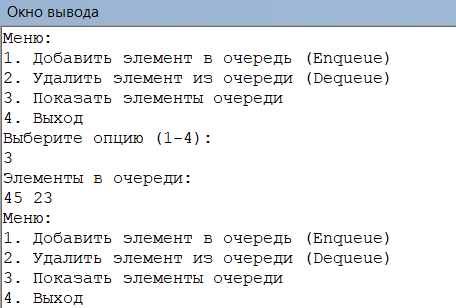 Окно вывода
Меню:
1. Добавить элемент в очередь (Enqueue)
2. Удалить элемент из очереди (Dequeue)
3. Показать элементы очереди
4. Выход
Выберите опцию (1-4):
3
Элементы в очереди:
45 23
Меню:
1. Добавить элемент в очередь (Enqueue)
2. Удалить элемент из очереди (Dequeue)
3. Показать элементы очереди
4. Выход